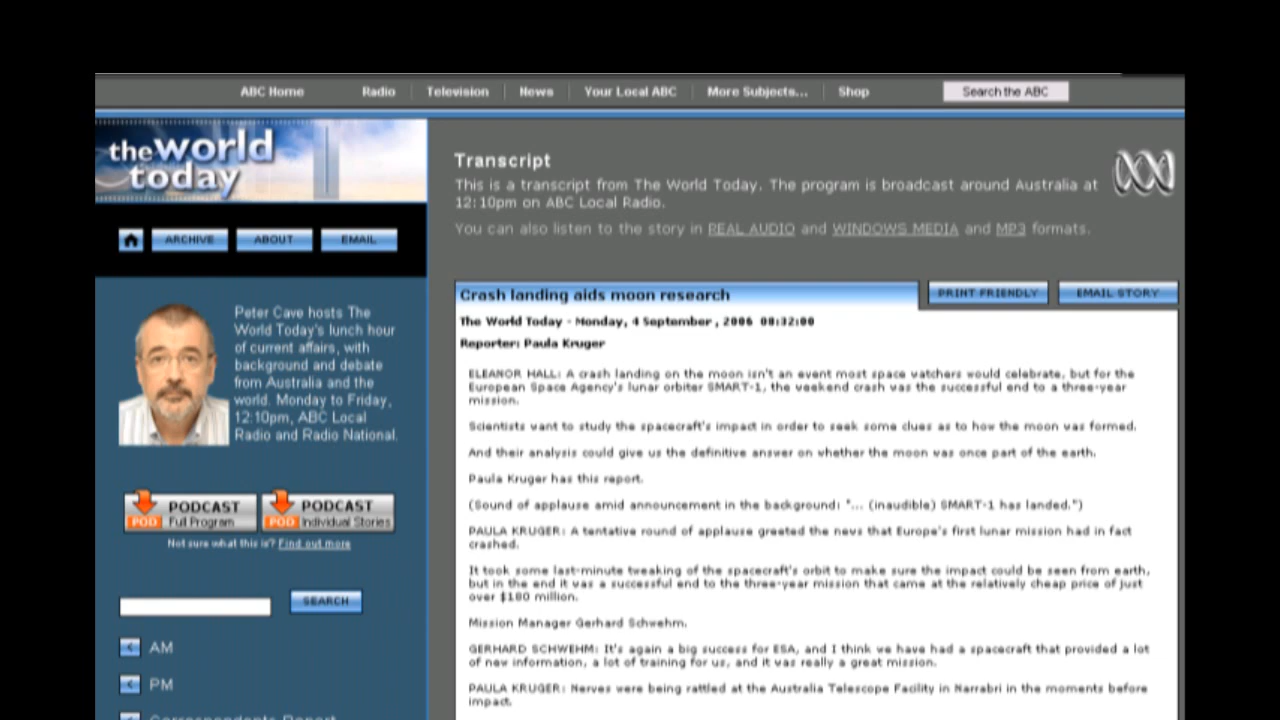 ABC Home Radio Television News Your Local ABC More Subjects... Shop Search the ABC
the world
today
ARCHIVE ABOUT EMAIL
Peter Cave hosts The
World Today's lunch hour
of current affairs, with
background and debate
from Australia and the
world. Monday to Friday,
12:10pm, ABC Local
Radio and Radio National.
POD PODCAST
Full Program
POD PODCAST
Individual Stories
Not sure what this is? Find out more
SEARCH
< AM
< PM
Correspondents Report
Transcript
This is a transcript from The World Today. The program is broadcast around Australia at
12:10pm on ABC Local Radio.
You can also listen to the story in REAL AUDIO and WINDOWS MEDIA and MP3 formats.
Crash landing aids moon research
PRINT FRIENDLY EMAIL STORY
The World Today - Monday, 4 September , 2006 08:32:00
Reporter: Paula Kruger
ELEANOR HALL: A crash landing on the moon isn't an event most space watchers would celebrate, but for the
European Space Agency's lunar orbiter SMART-1, the weekend crash was the successful end to a three-year
mission.
Scientists want to study the spacecraft's impact in order to seek some clues as to how the moon was formed.
And their analysis could give us the definitive answer on whether the moon was once part of the earth.
Paula Kruger has this report.
(Sound of applause amid announcement in the background: "... (inaudible) SMART-1 has landed.")
PAULA KRUGER: A tentative round of applause greeted the news that Europe's first lunar mission had in fact
crashed.
It took some last-minute tweaking of the spacecraft's orbit to make sure the impact could be seen from earth,
but in the end it was a successful end to the three-year mission that came at the relatively cheap price of just
over $180 million.
Mission Manager Gerhard Schwehm.
GERHARD SCHWEHM: It's again a big success for ESA, and I think we have had a spacecraft that provided a lot
of new information, a lot of training for us, and it was really a great mission.
PAULA KRUGER: Nerves were being rattled at the Australia Telescope Facility in Narrabri in the moments before
impact.